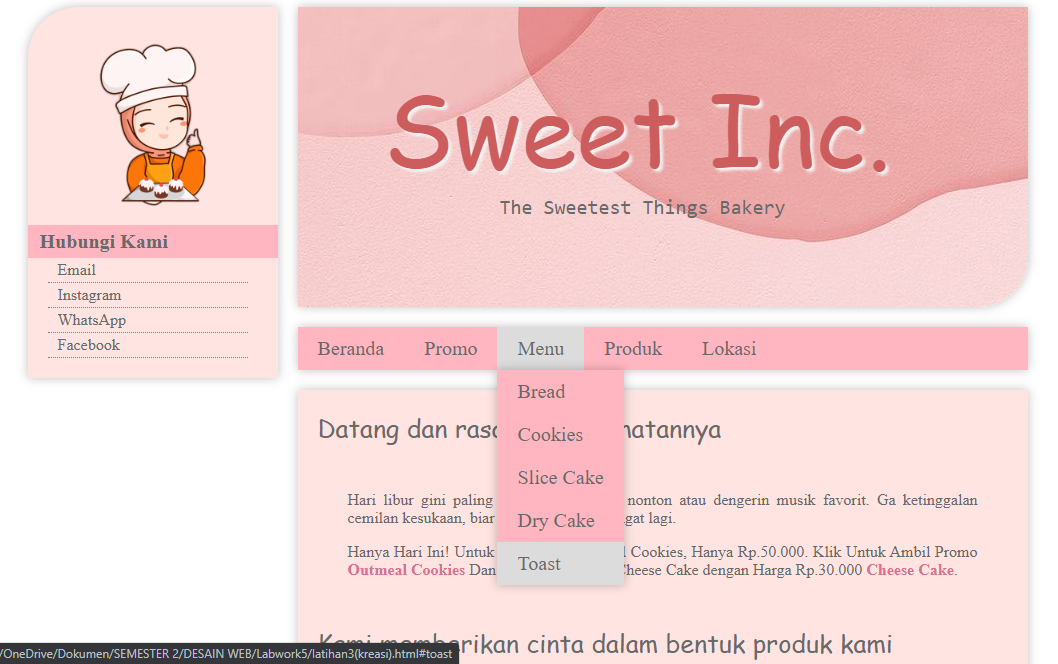 Sweet Inc.
The Sweetest Things Bakery
Hubungi Kami
Email
Instagram
WhatsApp
Facebook
Beranda Promo Menu Produk Lokasi
Bread
Cookies
Slice Cake
Dry Cake
Toast
Datang dan
Hari libur gini paling nonton atau dengerin musik favorit. Ga ketinggalan
cemilan kesukaan, biar lagi.
Hanya Hari Ini! Untuk Cookies, Hanya Rp.50.000. Klik Untuk Ambil Promo
Outmeal Cookies Dan Cheese Cake dengan Harga Rp.30.000 Cheese Cake.
Kami memberikan cinta dalam bentuk produk kami
/OneDrive/Dokumen/SEMESTER 2/DESAIN WEB/Labwork5/latihan3(kreasi).html#toast